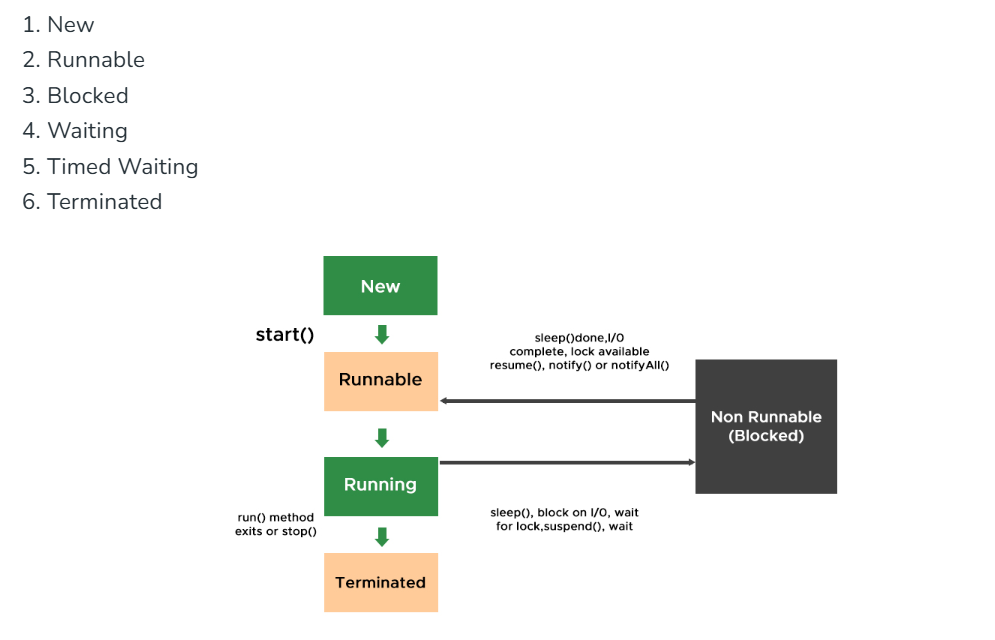 1. New
2. Runnable
3. Blocked
4. Waiting
5. Timed Waiting
6. Terminated
New
start()
sleep()done,I/O
complete, lock available
resume(), notify() or notifyAll()
Runnable
Non Runnable
(Blocked)
Running
run() method
exits or stop()
sleep(), block on I/O, wait
for lock,suspend(), wait
Terminated